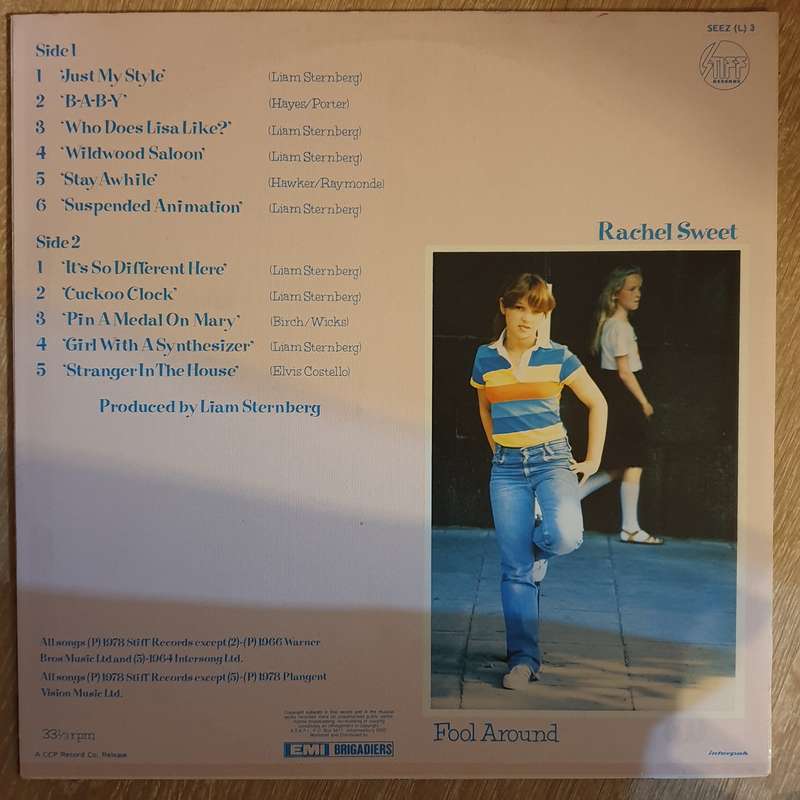 SEEZ (L) 3
STIFF
RECORDS
Side 1
1 'Just My Style' (Liam Sternberg)
2 'B-A-B-Y' (Hayes/Porter)
3 'Who Does Lisa Like?' (Liam Sternberg)
4 'Wildwood Saloon' (Liam Sternberg)
5 'Stay Awhile' (Hawker/Raymonde)
6 'Suspended Animation' (Liam Sternberg)
Side 2
1 'It's So Different Here' (Liam Sternberg)
2 'Cuckoo Clock' (Liam Sternberg)
3 'Pin A Medal On Mary' (Birch/Wicks)
4 'Girl With A Synthesizer' (Liam Sternberg)
5 'Stranger In The House' (Elvis Costello)
Produced by Liam Sternberg
Rachel Sweet
All songs (P) 1978 Stiff Records except (2)-(P) 1966 Warner
Bros Music Ltd and (5)-1964 Intersong Ltd.
All songs (P) 1978 Stiff Records except (5)-(P) 1978 Plangent
Vision Music Ltd.
33⅓ rpm
A CCP Record Co. Release
EMI BRIGADIERS
Fool Around
interpak